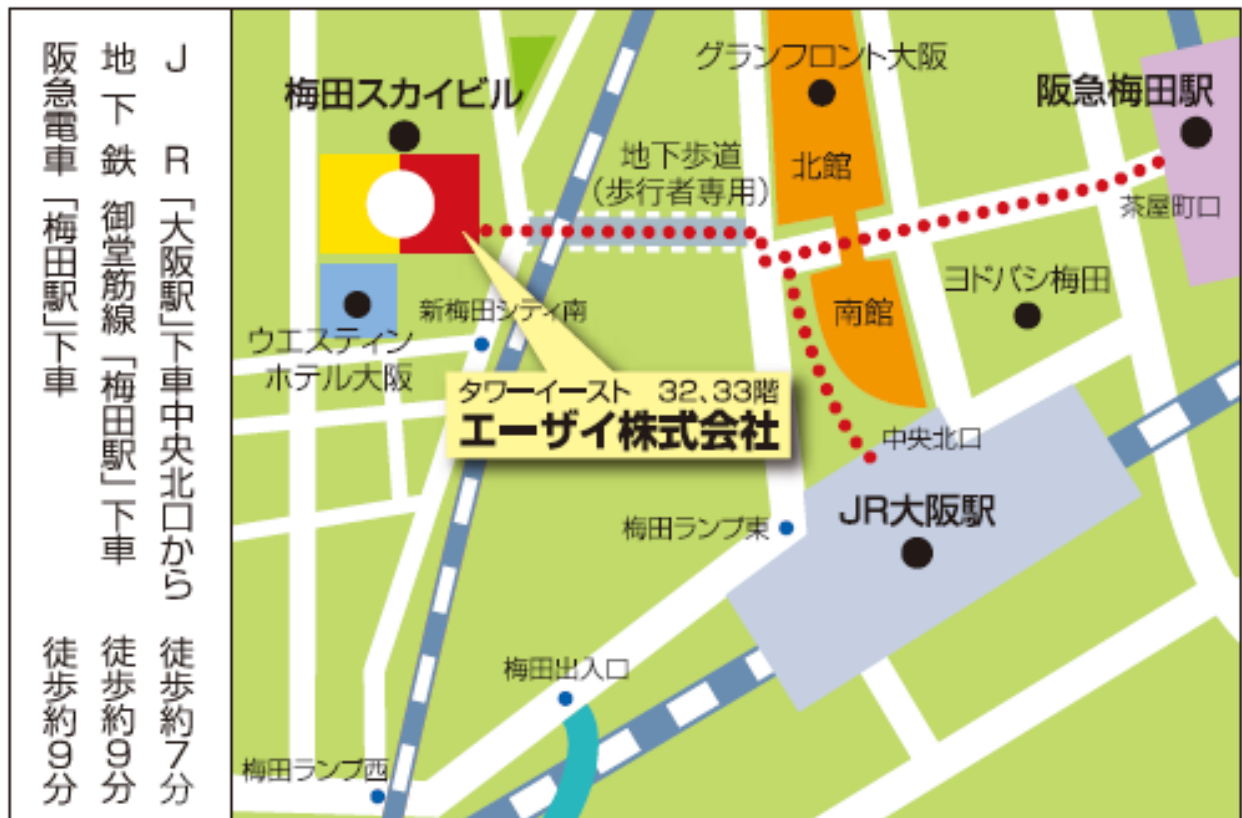 JR「大阪駅」下車中央北口から 徒歩約7分
地下鉄 御堂筋線「梅田駅」下車 徒歩約9分
阪急電車「梅田駅」下車 徒歩約9分
グランフロント大阪
梅田スカイビル
阪急梅田駅
地下歩道
(歩行者専用)
北館
茶屋町口
ヨドバシ梅田
新梅田シティ南
南館
ウエスティン
ホテル大阪
タワーイースト 32、33階
エーザイ株式会社
中央北口
JR大阪駅
梅田ランプ東
梅田出入口
梅田ランプ西